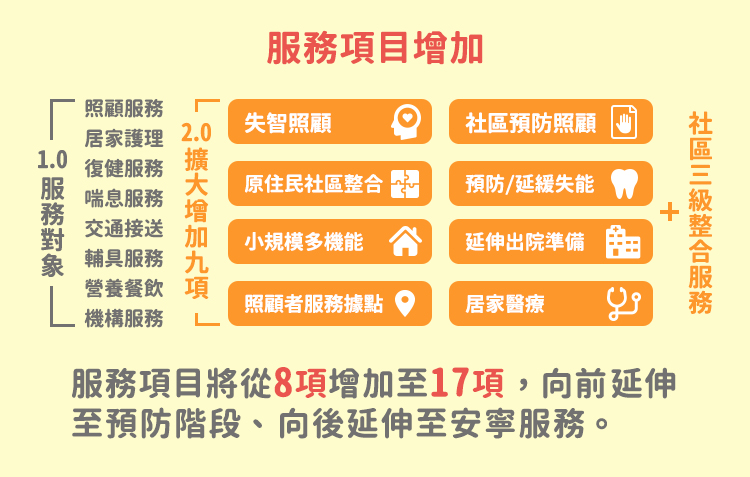 服務項目增加
1.0
服務對象
照顧服務
居家護理
復健服務
喘息服務
交通接送
輔具服務
營養餐飲
機構服務
2.0
擴大增加九項
失智照顧
社區預防照顧
原住民社區整合
預防/延緩失能
小規模多機能
延伸出院準備
照顧者服務據點
居家醫療
+
社區三級整合服務
服務項目將從8項增加至17項，向前延伸
至預防階段、向後延伸至安寧服務。